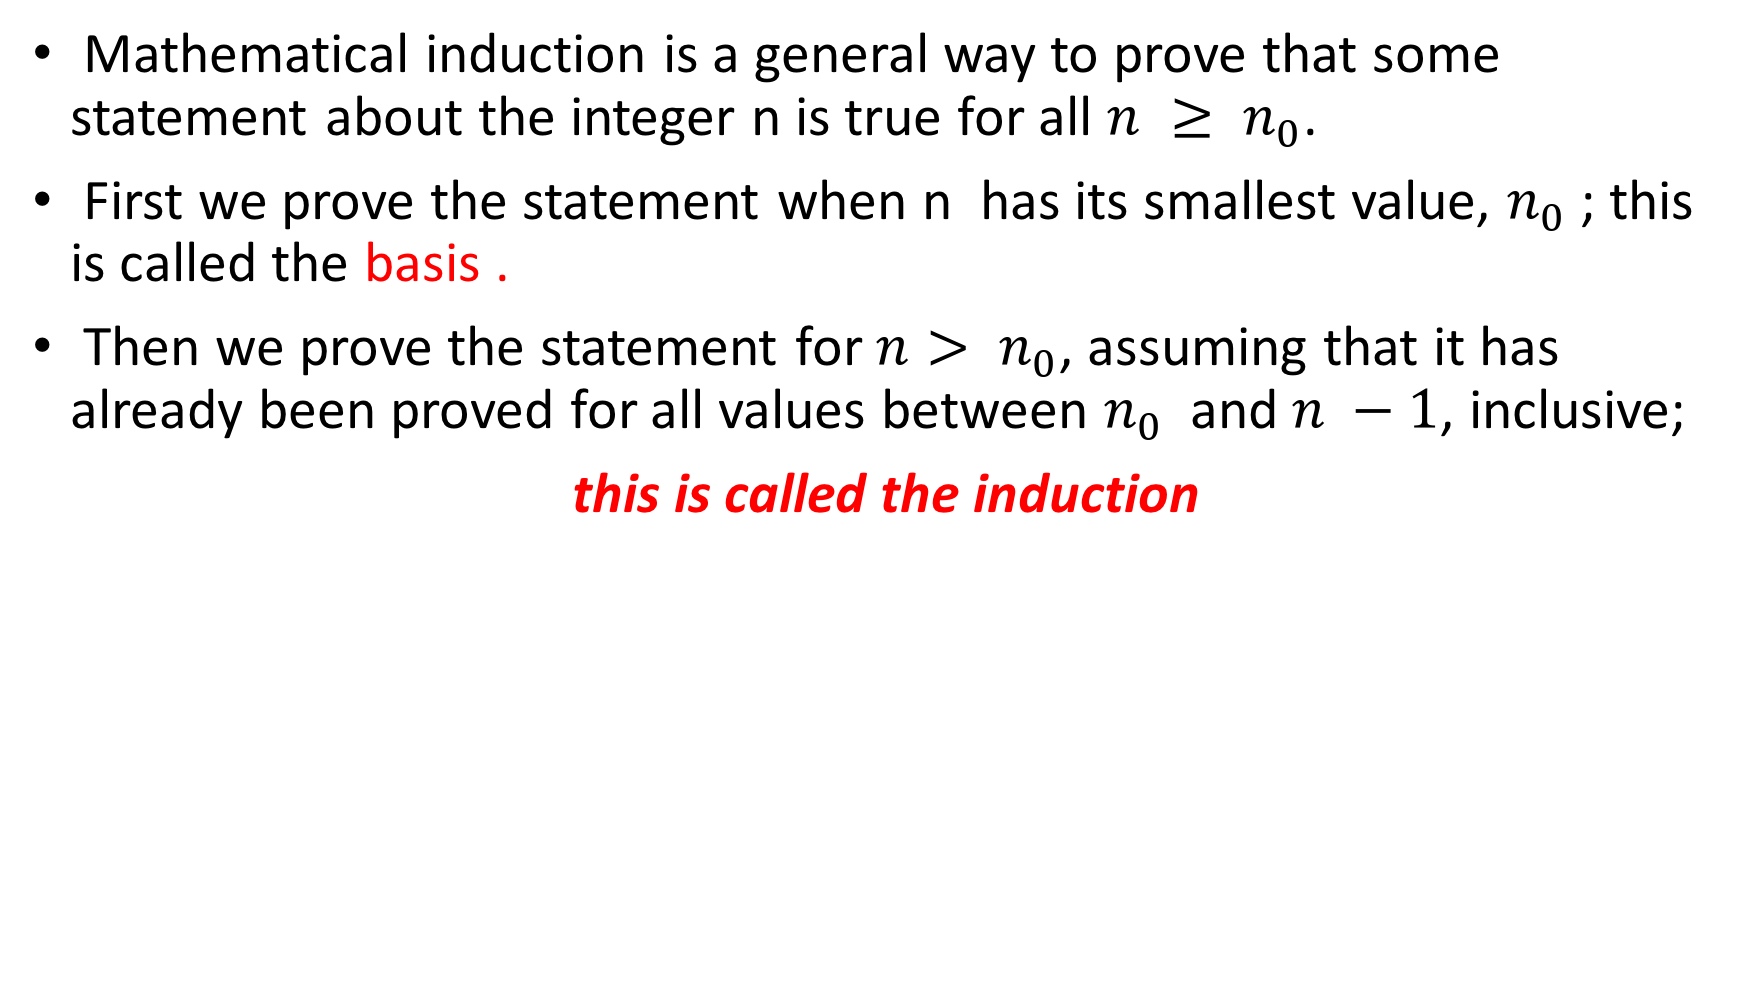 • Mathematical induction is a general way to prove that some
statement about the integer n is true for all 𝑛 ≥ 𝑛₀.
• First we prove the statement when n has its smallest value, 𝑛₀ ; this
is called the basis .
• Then we prove the statement for 𝑛 > 𝑛₀, assuming that it has
already been proved for all values between 𝑛₀ and 𝑛 − 1, inclusive;
this is called the induction